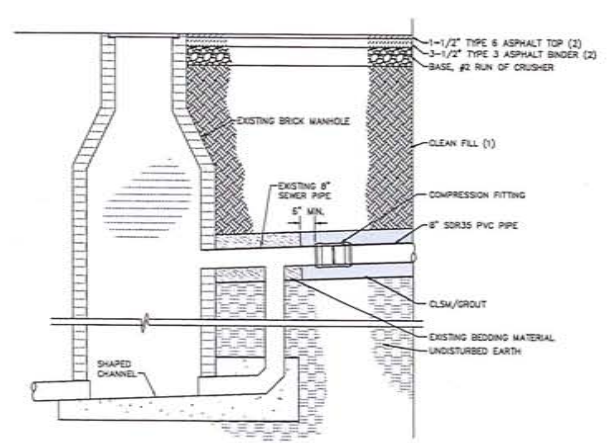 1-1/2" TYPE 6 ASPHALT TOP (2)
3-1/2" TYPE 3 ASPHALT BINDER (2)
BASE, #2 RUN OF CRUSHER
EXISTING BRICK MANHOLE
CLEAN FILL (1)
EXISTING 8"
SEWER PIPE
COMPRESSION FITTING
6" MIN.
8" SDR35 PVC PIPE
CLSM/GROUT
EXISTING BEDDING MATERIAL
UNDISTURBED EARTH
SHAPED
CHANNEL